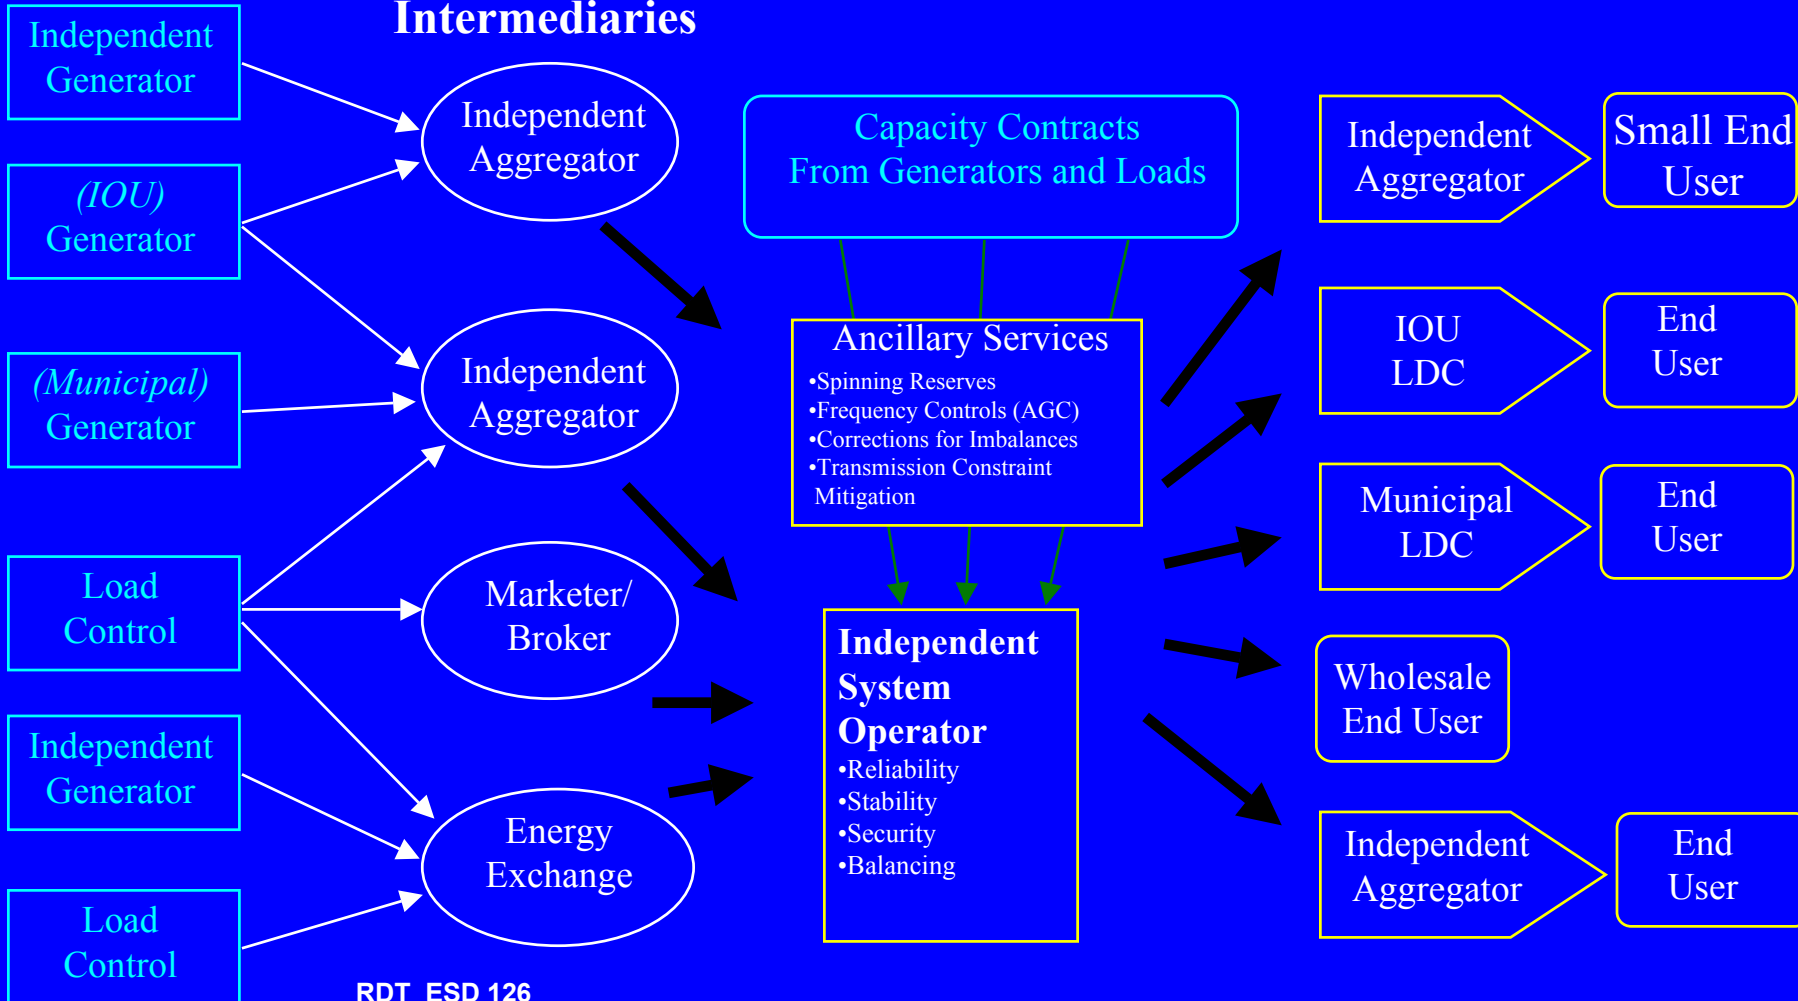 Intermediaries
Independent
Generator
(IOU)
Generator
(Municipal)
Generator
Load
Control
Independent
Generator
Load
Control
Independent
Aggregator
Independent
Aggregator
Marketer/
Broker
Energy
Exchange
Capacity Contracts
From Generators and Loads
Ancillary Services
•Spinning Reserves
•Frequency Controls (AGC)
•Corrections for Imbalances
•Transmission Constraint
Mitigation
Independent
System
Operator
•Reliability
•Stability
•Security
•Balancing
Independent
Aggregator
Small End
User
IOU
LDC
End
User
Municipal
LDC
End
User
Wholesale
End User
Independent
Aggregator
End
User
RDT ESD 126